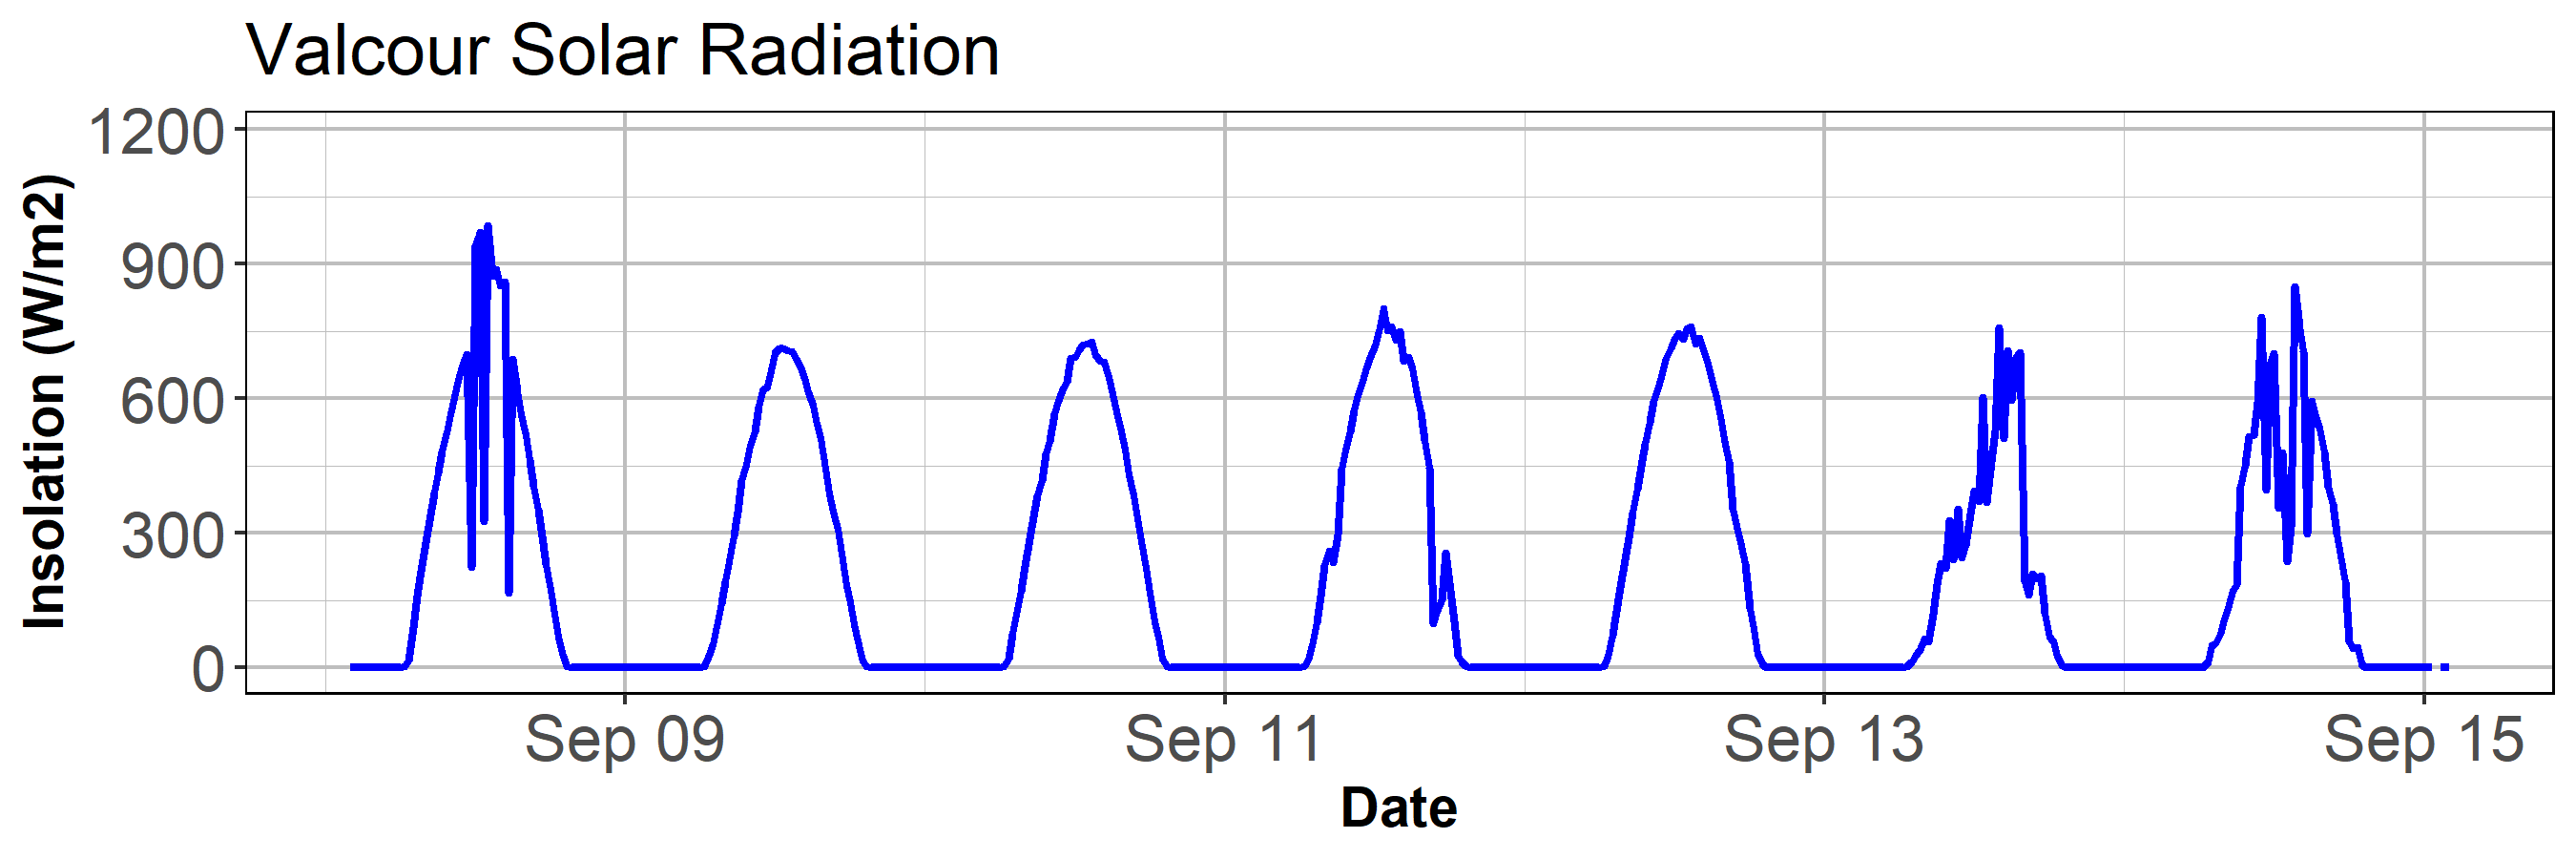 Valcour Solar Radiation
1200
900
600
300
0
Insolation (W/m2)
Sep 09
Sep 11
Sep 13
Sep 15
Date